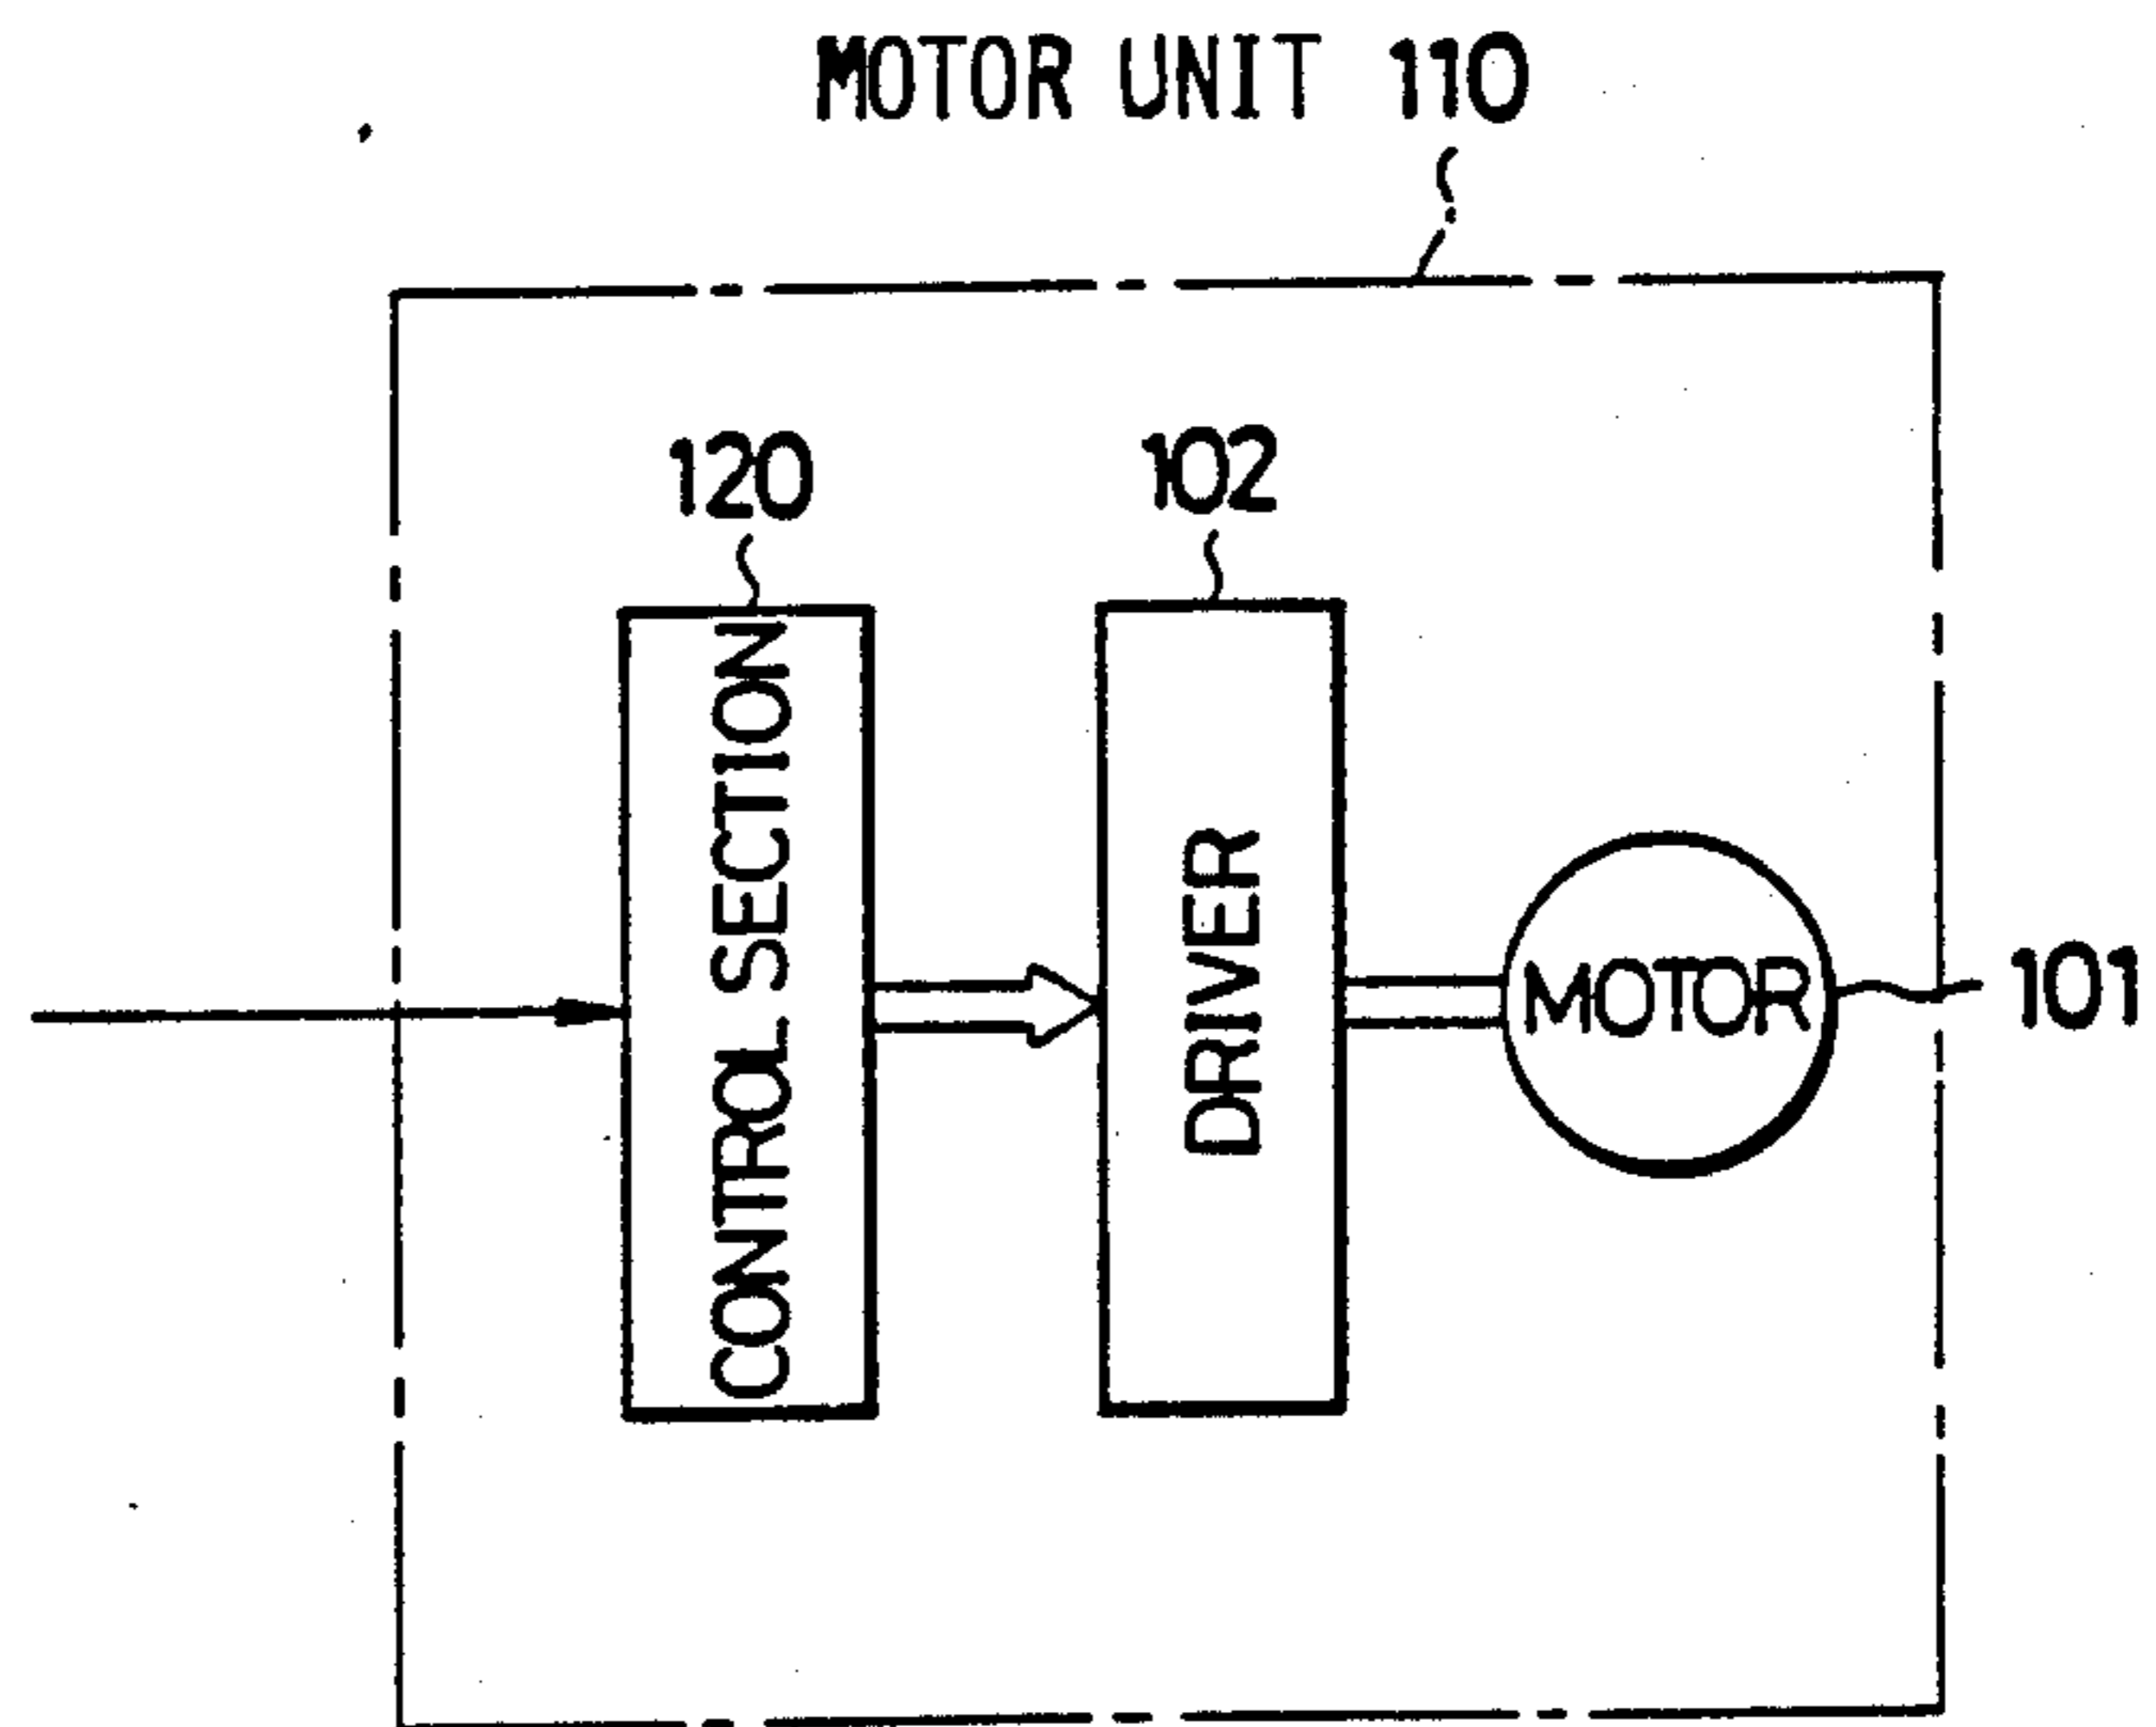 MOTOR UNIT 110
120
102
CONTROL SECTION
DRIVER
MOTOR
101